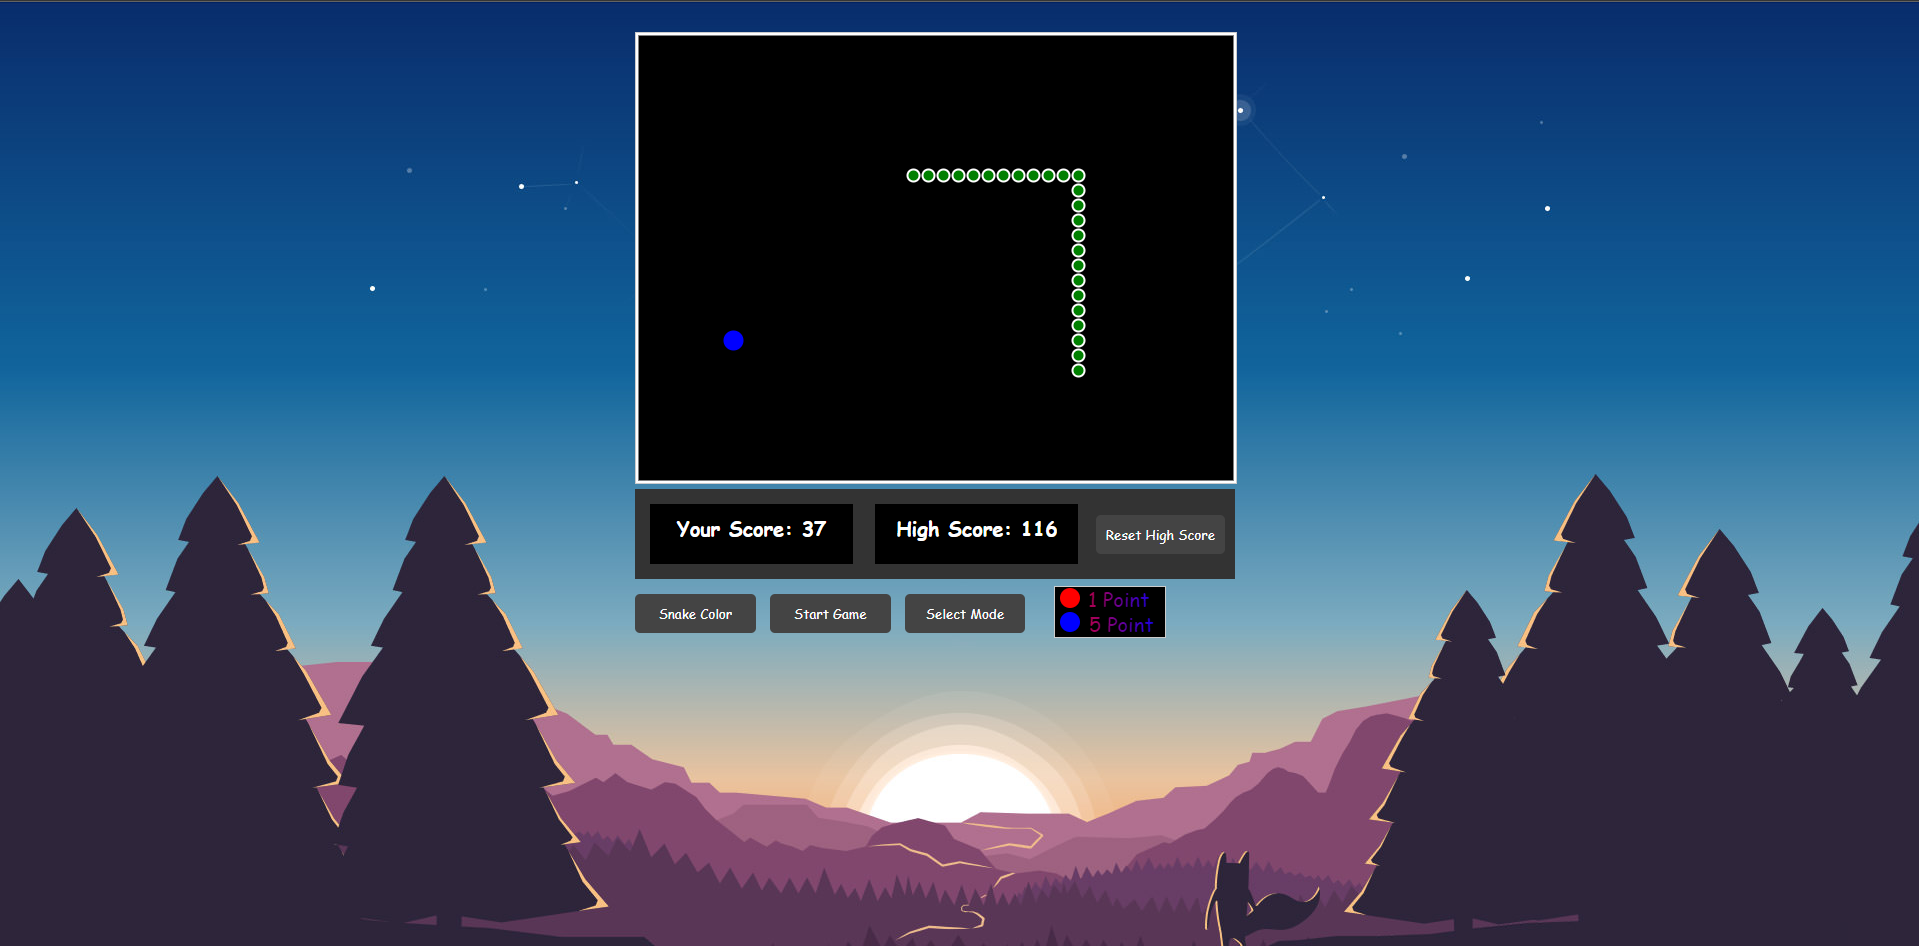 Your Score: 37
High Score: 116
Reset High Score
Snake Color
Start Game
Select Mode
1 Point
5 Point